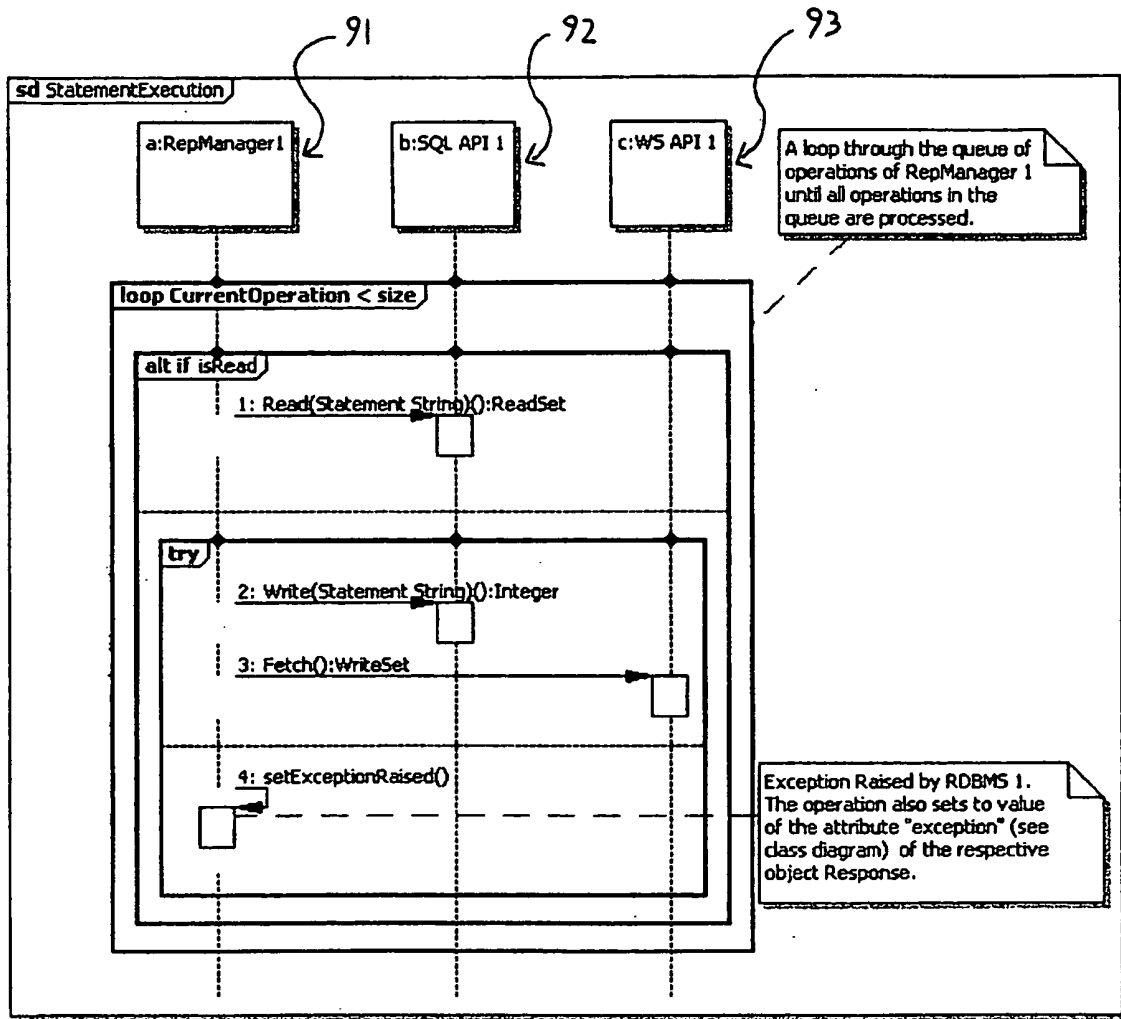 91
92
93
sd StatementExecution
a:RepManager1
b:SQL API 1
c:WS API 1
A loop through the queue of
operations of RepManager 1
until all operations in the
queue are processed.
loop CurrentOperation < size
alt if isRead
1: Read(Statement String)():ReadSet
try
2: Write(Statement String)():Integer
3: Fetch():WriteSet
4: setExceptionRaised()
Exception Raised by RDBMS 1.
The operation also sets to value
of the attribute "exception" (see
class diagram) of the respective
object Response.